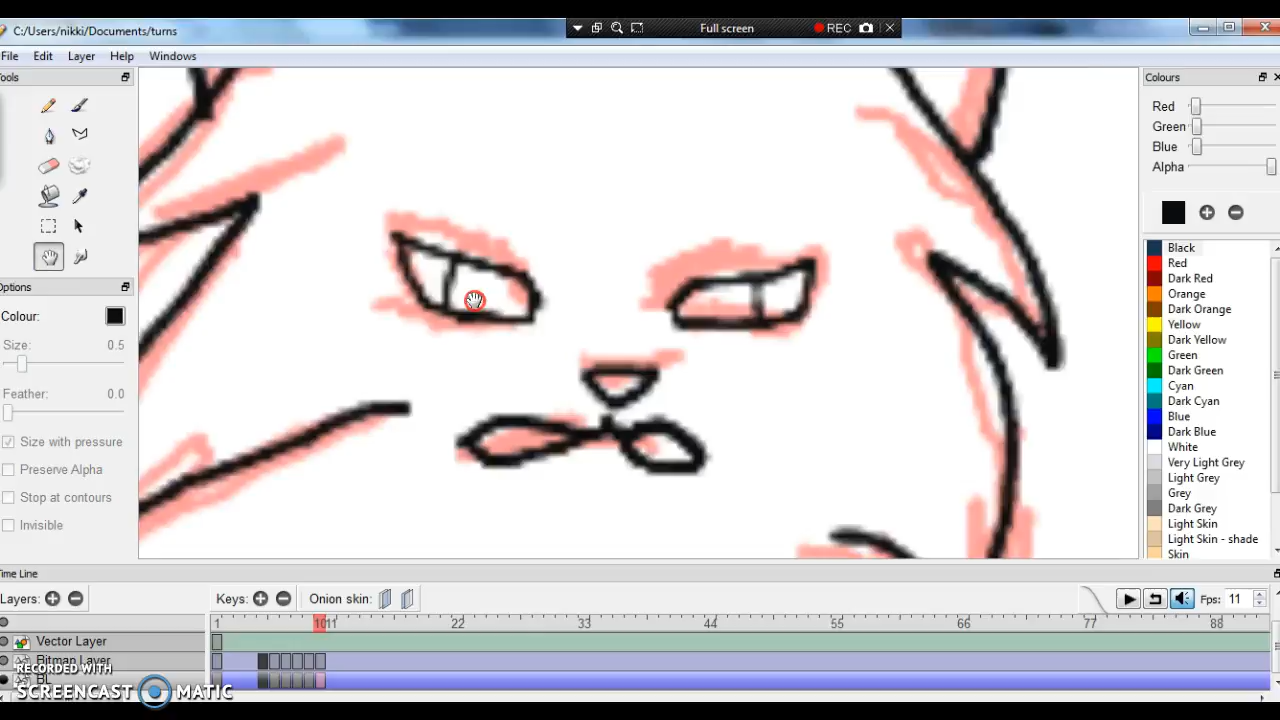 C:/Users/nikki/Documents/turns
Full screen
REC
File Edit Layer Help Windows
Tools
Colours
Red
Green
Blue
Alpha
Options
Colour:
Size: 0.5
Feather: 0.0
Size with pressure
Preserve Alpha
Stop at contours
Invisible
Black
Red
Dark Red
Orange
Dark Orange
Yellow
Dark Yellow
Green
Dark Green
Cyan
Dark Cyan
Blue
Dark Blue
White
Very Light Grey
Light Grey
Grey
Dark Grey
Light Skin
Light Skin - shade
Skin
Time Line
Layers: Keys: Onion skin: Fps: 11
1 10 11 22 33 44 55 66 77 88
Vector Layer
Bitmap Layer
BL
RECORDED WITH
SCREENCAST MATIC